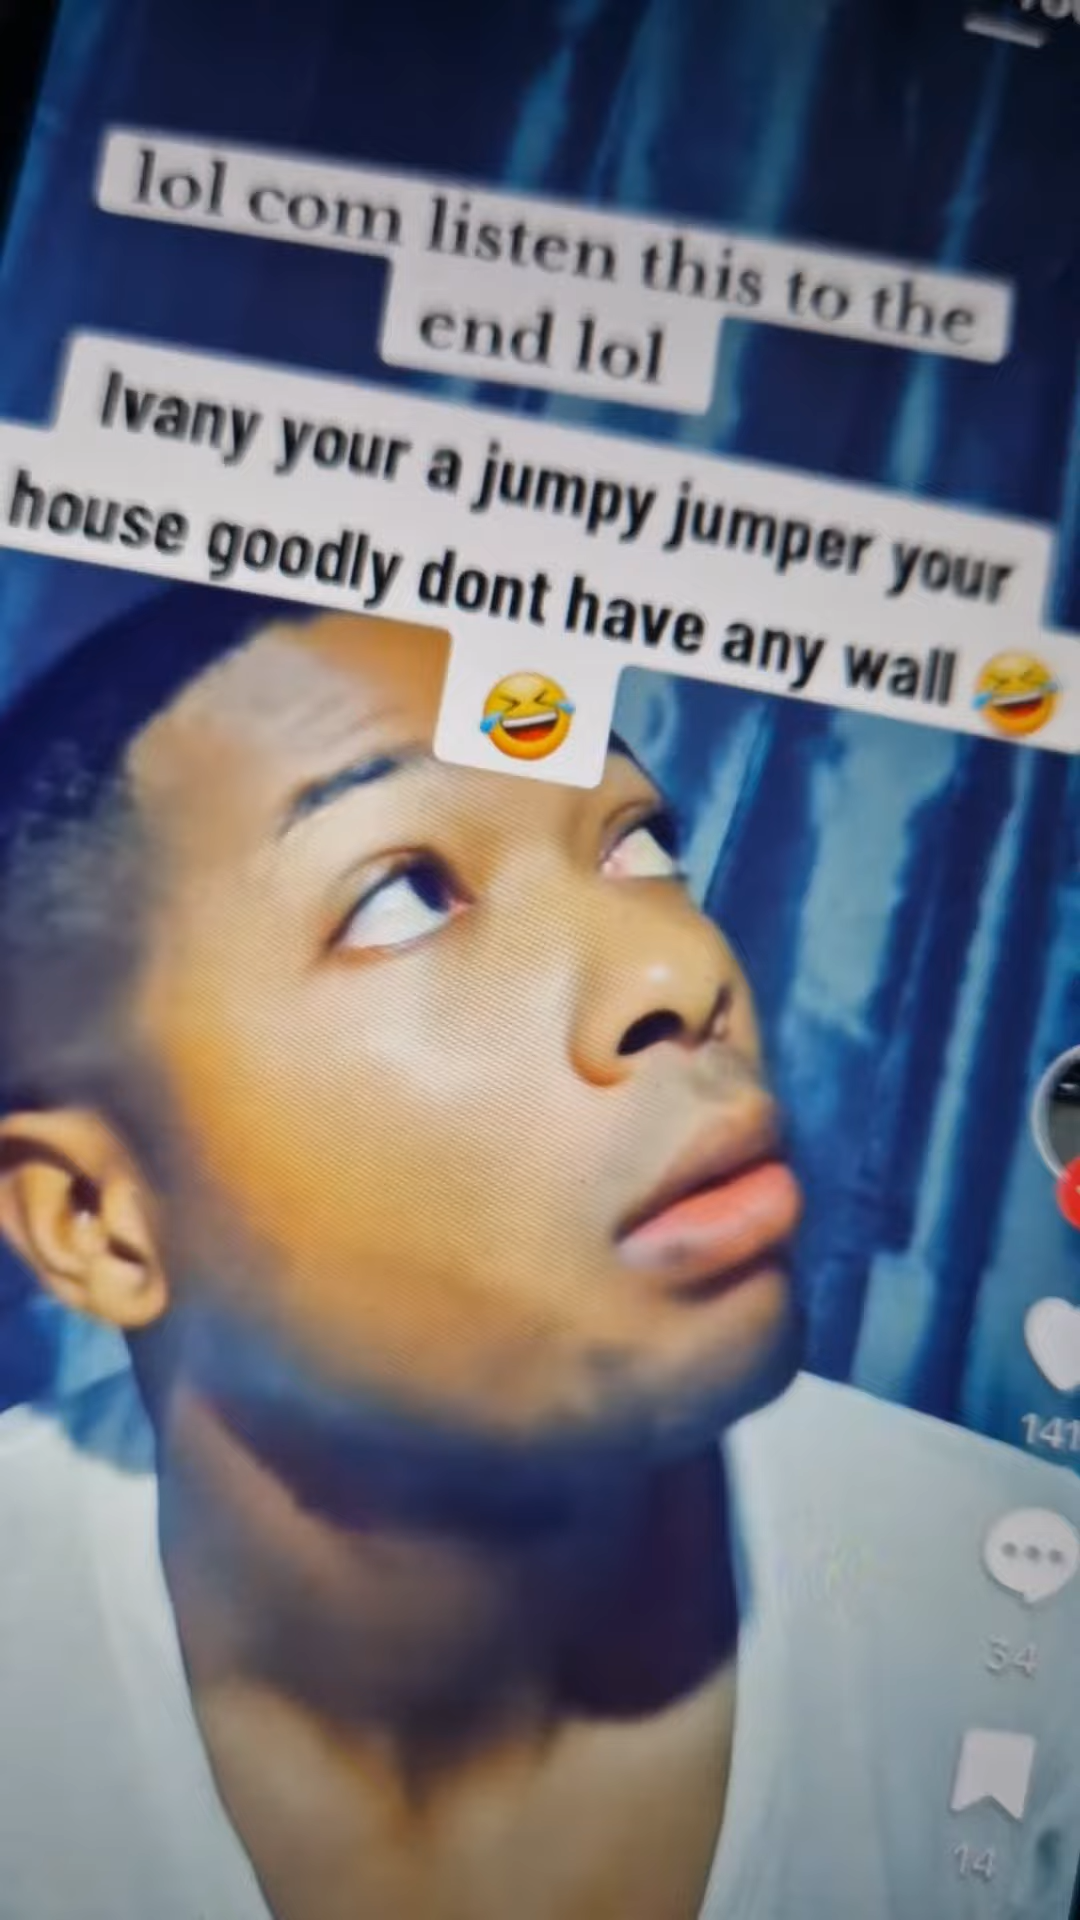 lol com listen this to the
end lol
Ivany your a jumpy jumper your
house goodly dont have any wall 🤣
🤣
141
34
14